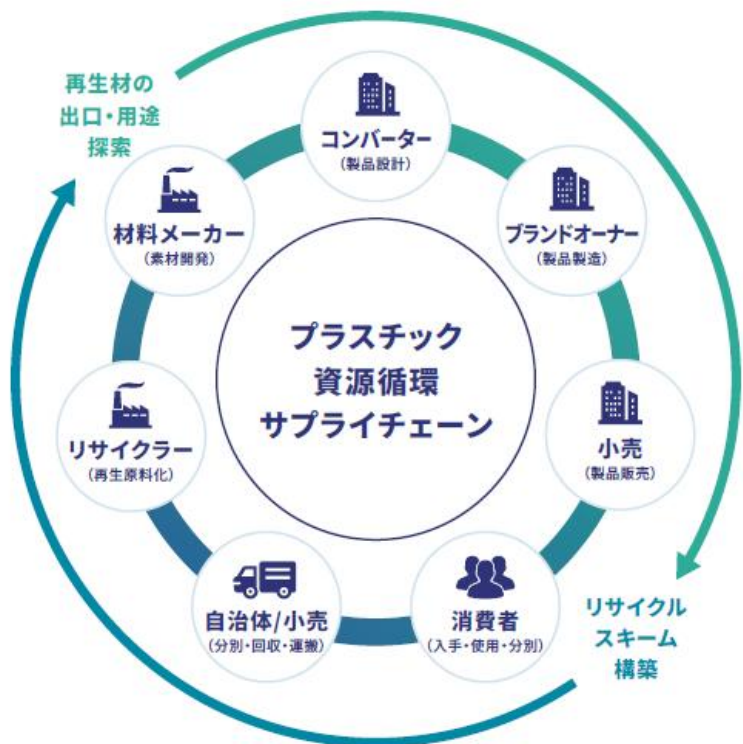 再生材の
出口・用途
探索
コンバーター
（製品設計）
ブランドオーナー
（製品製造）
小売
（製品販売）
消費者
（入手・使用・分別）
自治体/小売
（分別・回収・運搬）
リサイクラー
（再生原料化）
材料メーカー
（素材開発）
プラスチック
資源循環
サプライチェーン
リサイクル
スキーム
構築